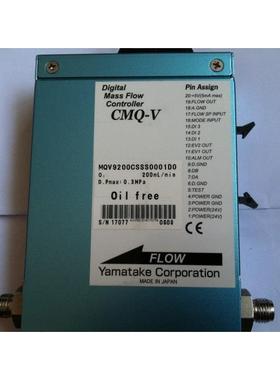 Digital
Mass Flow
Controller
CMQ-V
MQV9200CSSS0001D0
O₂ 200nL/min
D.Pmax: 0.3MPa
Oil free
S/N 17077 0608
Pin Assign
20:+5V(5mA max)
19:FLOW OUT
18:A.GND
17:FLOW SP INPUT
16:MODE INPUT
15:DI 3
14:DI 2
13:DI 1
12:EV2 OUT
11:EV1 OUT
10:ALM OUT
9:D.GND
8:DB
7:DA
6:D.GND
5:TEST
4:POWER GND
3:POWER GND
2:POWER(24V)
1:POWER(24V)
FLOW
Yamatake Corporation
MADE IN JAPAN